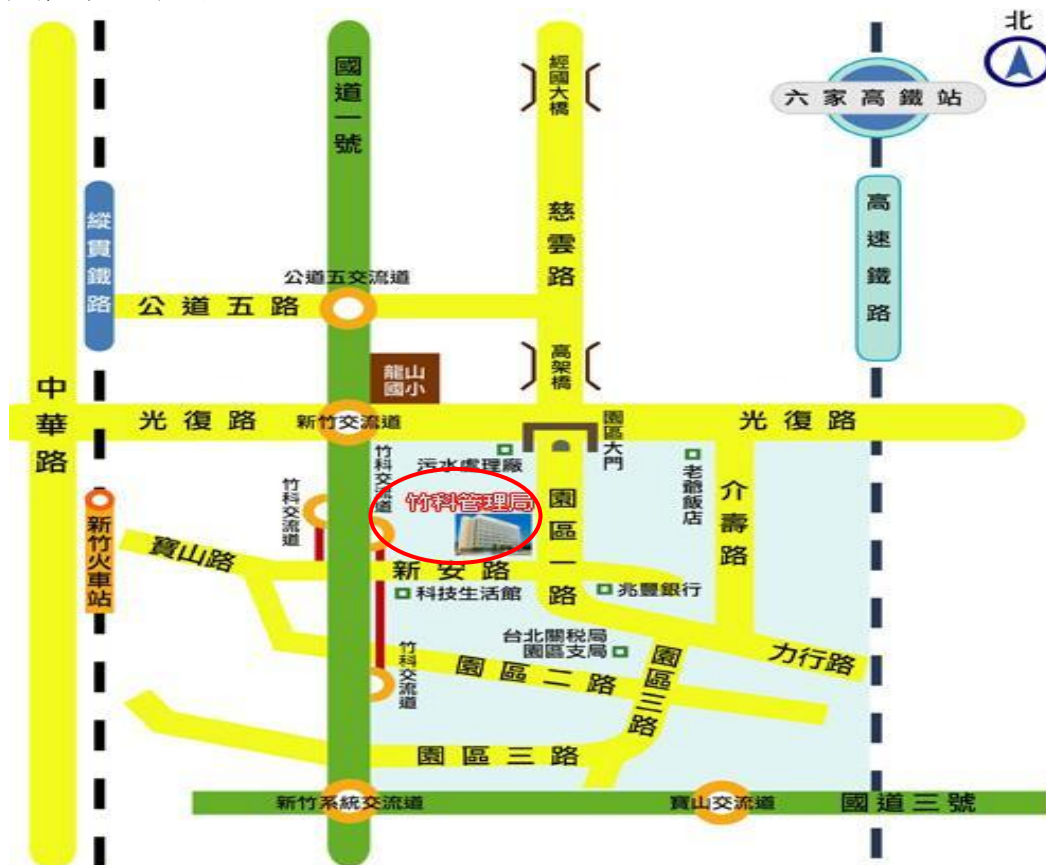 北
國道一號
經國大橋
六家高鐵站
縱貫鐵路
慈雲路
高速鐵路
公道五交流道
公道五路
高架橋
龍山
國小
中華路
光復路
新竹交流道
園區大門
光復路
竹科交流道
污水處理廠
老爺飯店
竹科交流道
竹科管理局
園區一路
介壽路
新竹火車站
寶山路
新安路
科技生活館
兆豐銀行
台北關稅局
園區支局
竹科交流道
園區二路
園區三路
力行路
園區三路
新竹系統交流道
寶山交流道
國道三號